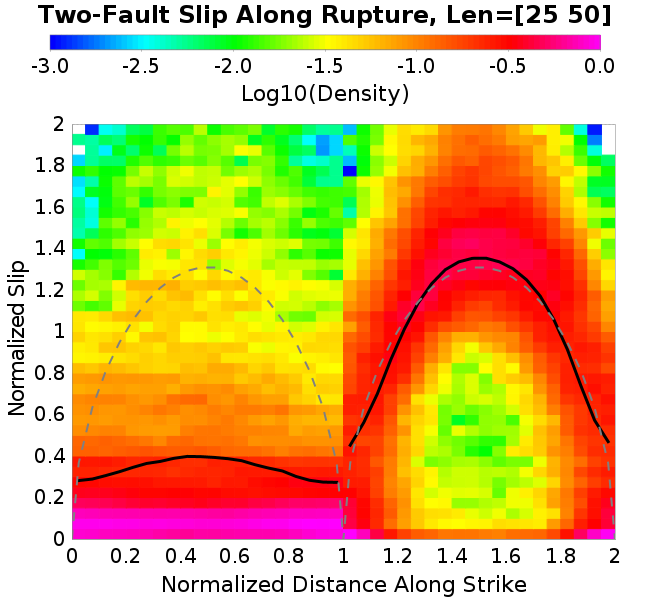 Two-Fault Slip Along Rupture, Len=[25 50]
-3.0 -2.5 -2.0 -1.5 -1.0 -0.5 0.0
Log10(Density)
Normalized Slip
2
1.8
1.6
1.4
1.2
1
0.8
0.6
0.4
0.2
0
0 0.2 0.4 0.6 0.8 1 1.2 1.4 1.6 1.8 2
Normalized Distance Along Strike